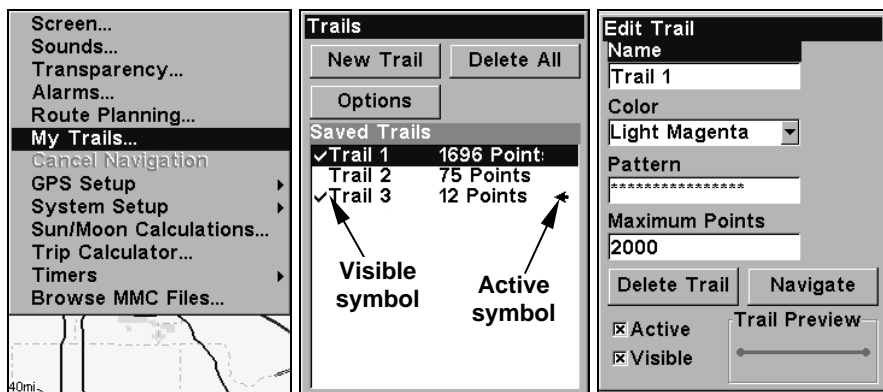 Screen...
Sounds...
Transparency...
Alarms...
Route Planning...
My Trails...
Cancel Navigation
GPS Setup
System Setup
Sun/Moon Calculations...
Trip Calculator...
Timers
Browse MMC Files...
40mi
Trails
New Trail Delete All
Options
Saved Trails
✓Trail 1 1696 Point
Trail 2 75 Points
✓Trail 3 12 Points
Visible symbol
Active symbol
Edit Trail
Name
Trail 1
Color
Light Magenta
Pattern
****************
Maximum Points
2000
Delete Trail Navigate
Active
Visible
Trail Preview